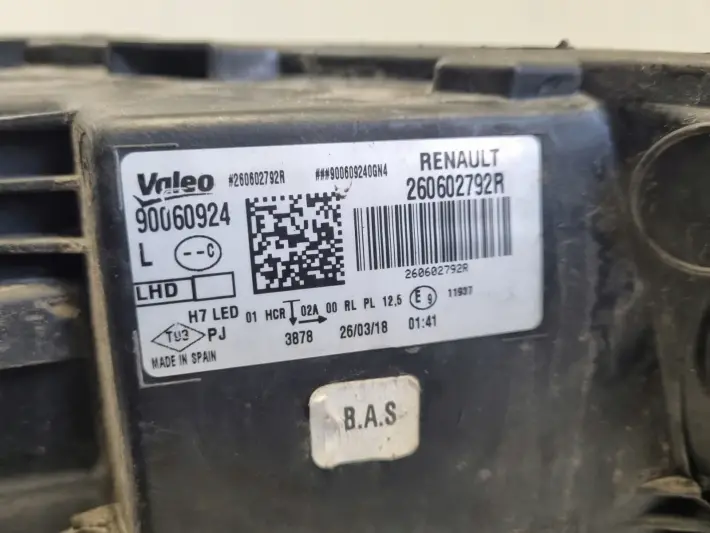 Valeo #260602792R ###900609240GN4 RENAULT
90060924 260602792R
L --C
260602792R
LHD
H7 LED 01 HCR 02A 00 RL PL 12,5 E9 11937
TU3 PJ 3878 26/03/18 01:41
MADE IN SPAIN
B.A.S